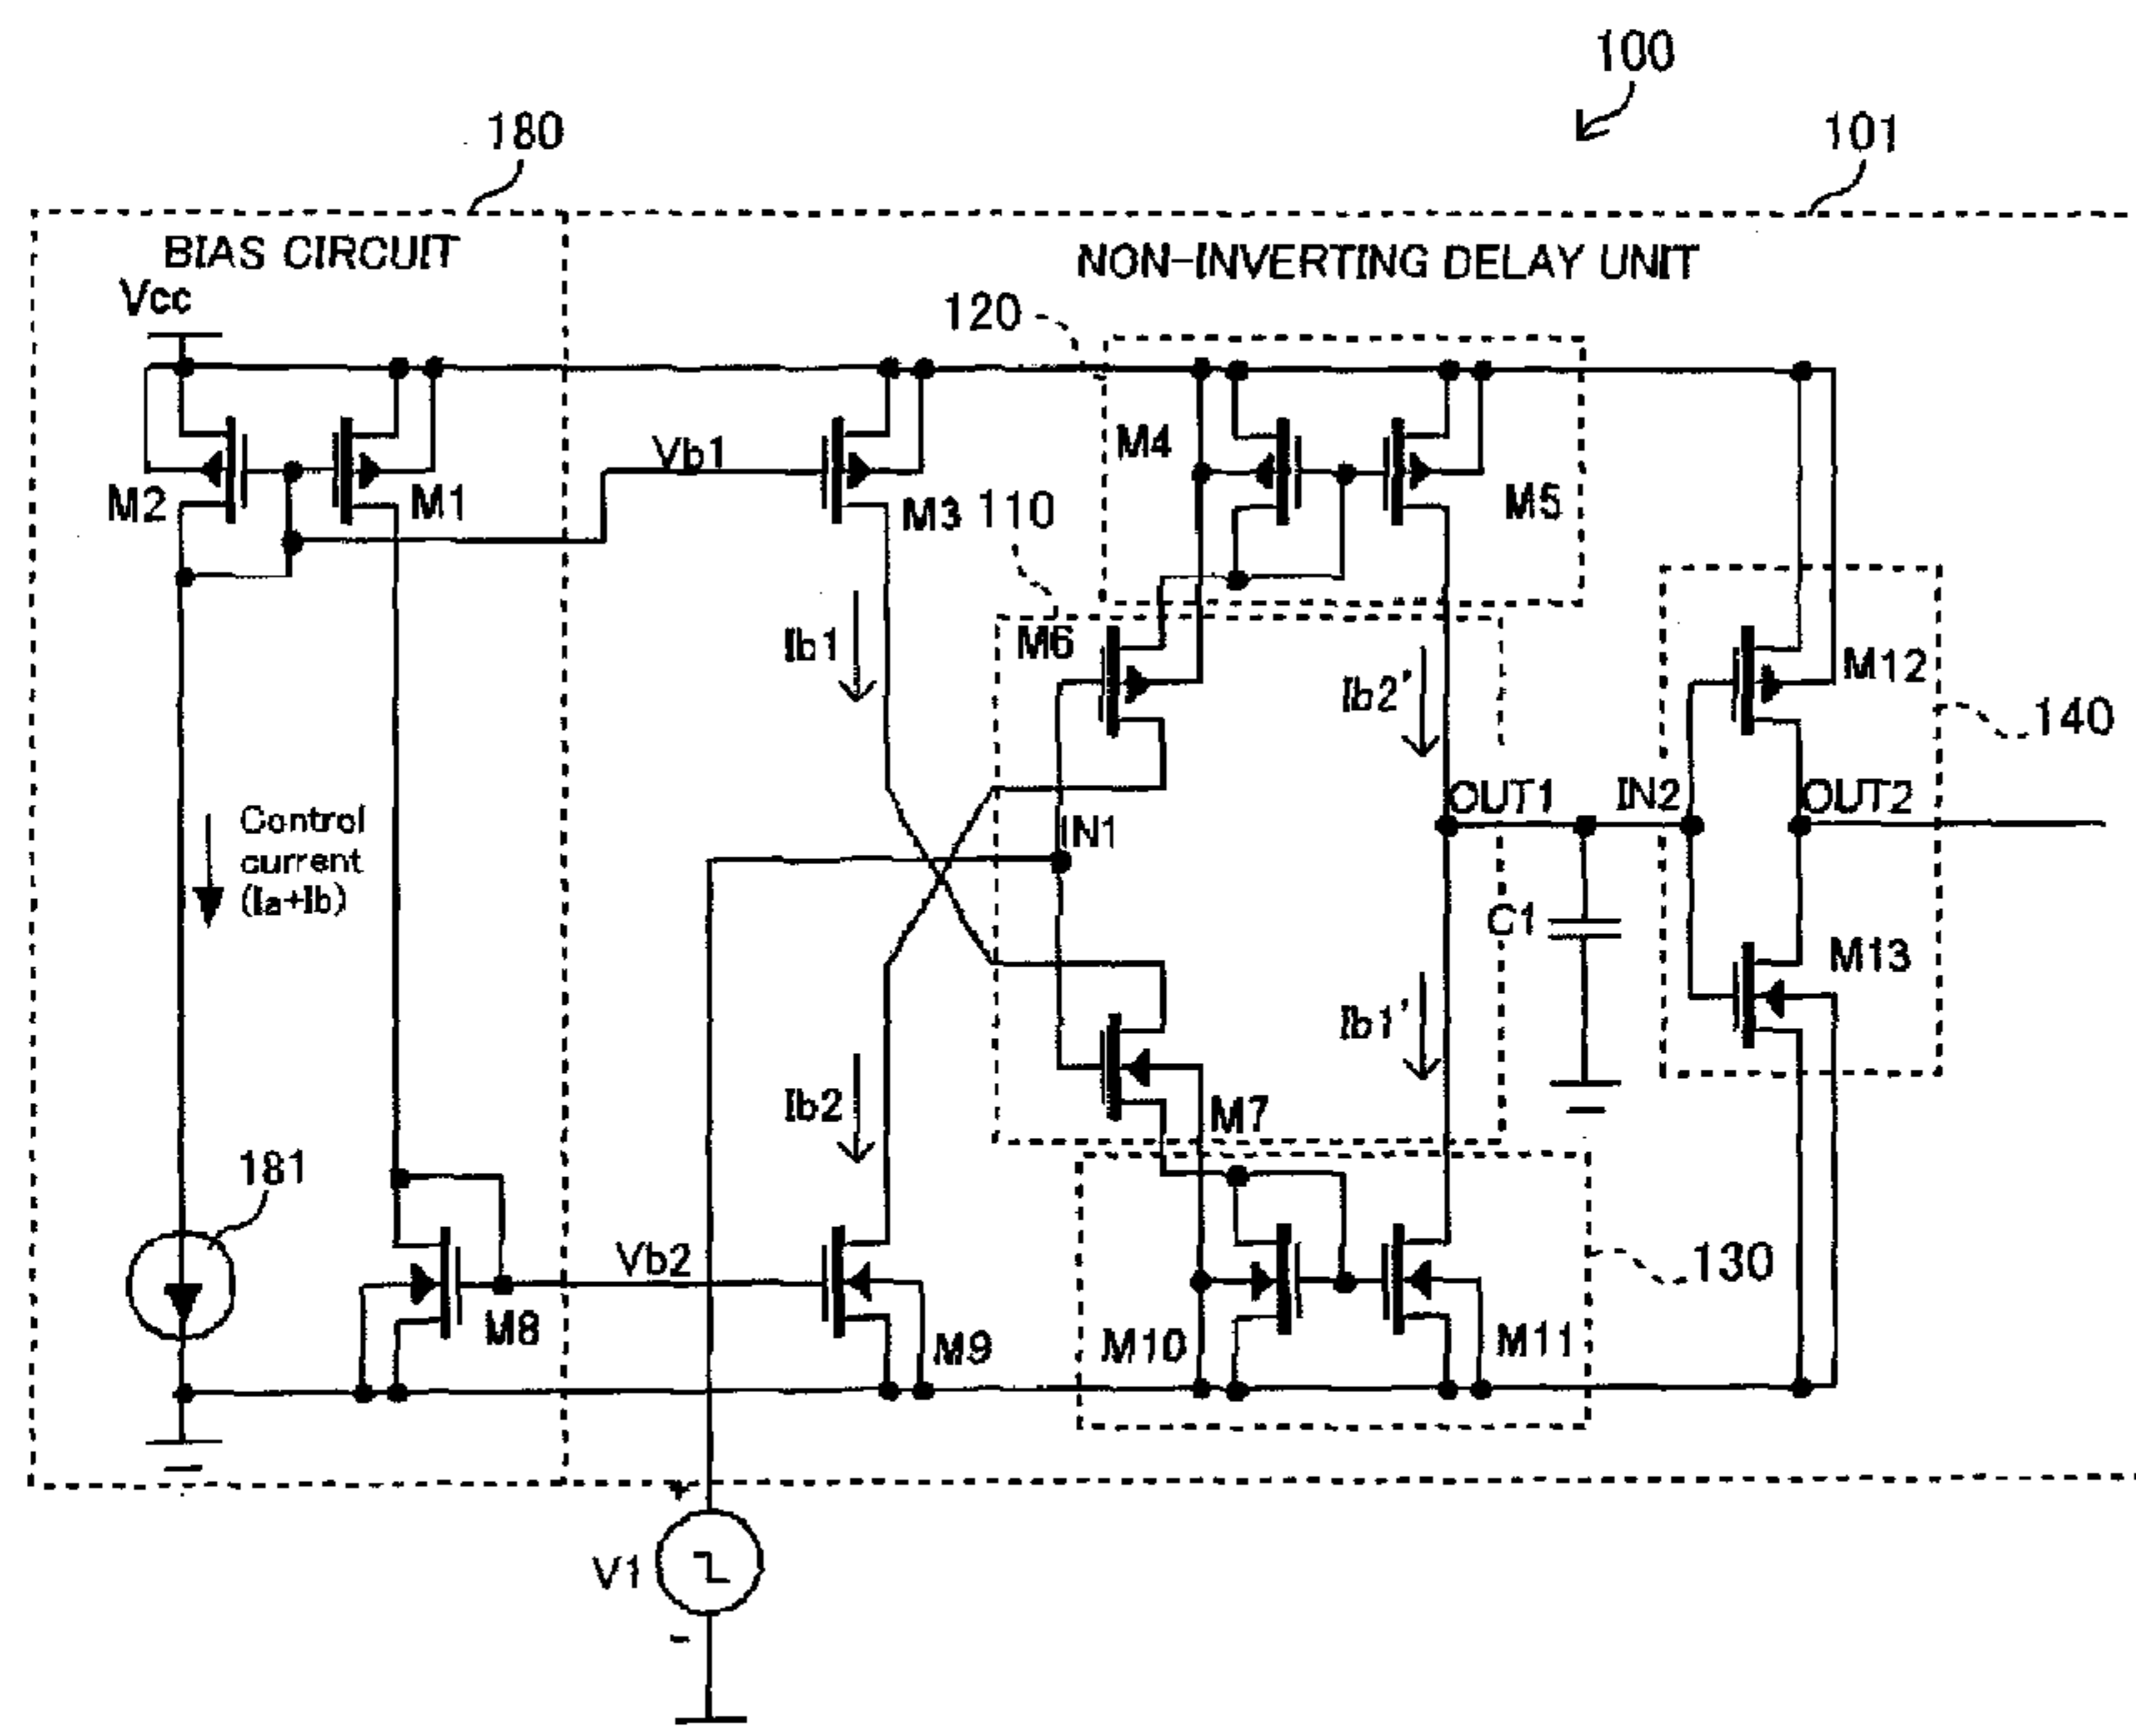 100
180
101
BIAS CIRCUIT
NON-INVERTING DELAY UNIT
Vcc
120
M4
Vb1
M2
M1
M3
110
M5
M6
Ib1
Ib2'
M12
140
Control
current
(Ia+Ib)
OUT1
IN2
OUT2
IN1
C1
M13
Ib1'
Ib2
M7
181
Vb2
130
M8
M9
M10
M11
+
V1
-